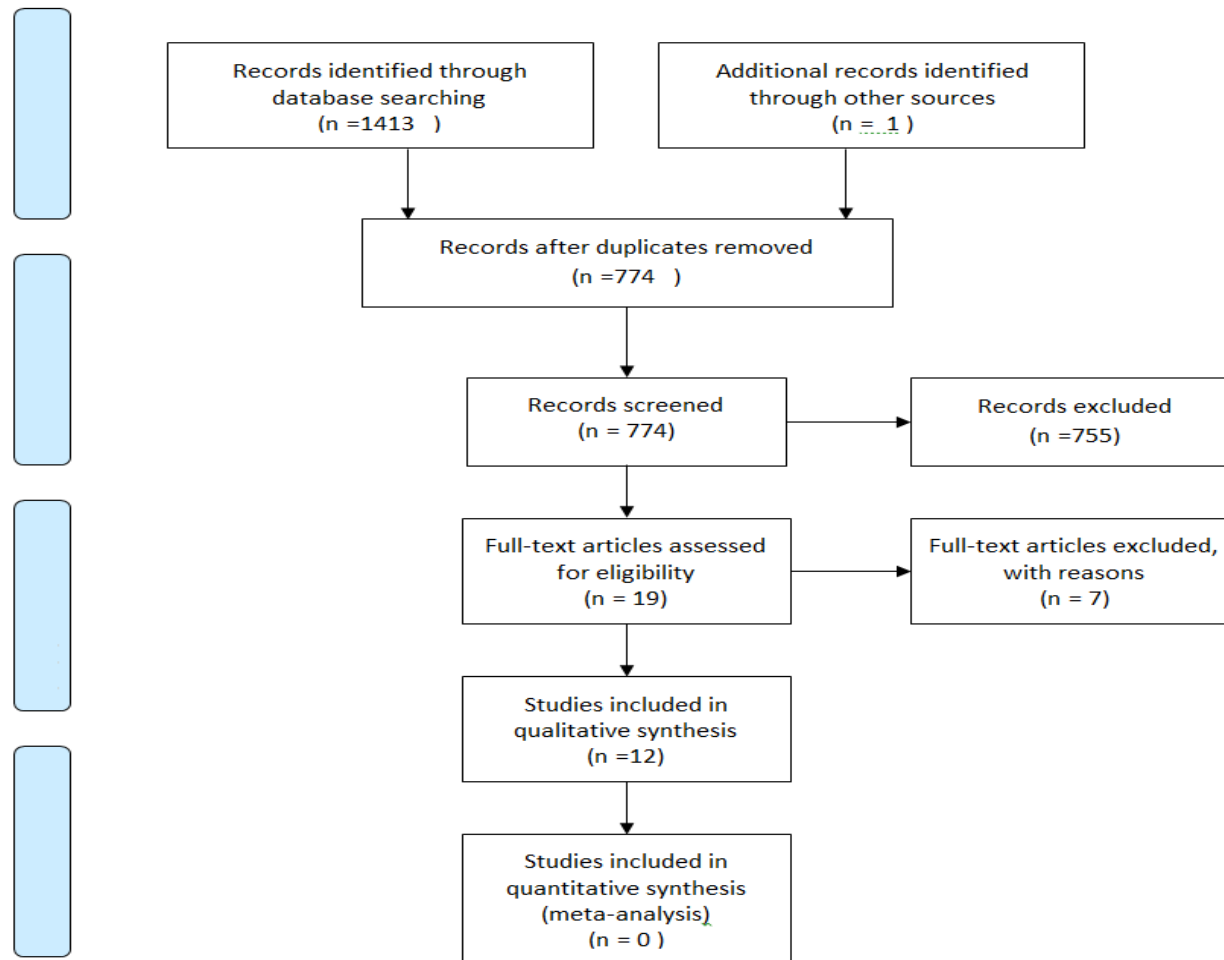 Records identified through
database searching
(n =1413   )
Additional records identified
through other sources
(n =  1 )
Records after duplicates removed
(n =774   )
Records screened
(n = 774)
Records excluded
(n =755)
Full-text articles assessed
for eligibility
(n = 19)
Full-text articles excluded,
with reasons
(n = 7)
Studies included in
qualitative synthesis
(n =12)
Studies included in
quantitative synthesis
(meta-analysis)
(n = 0 )